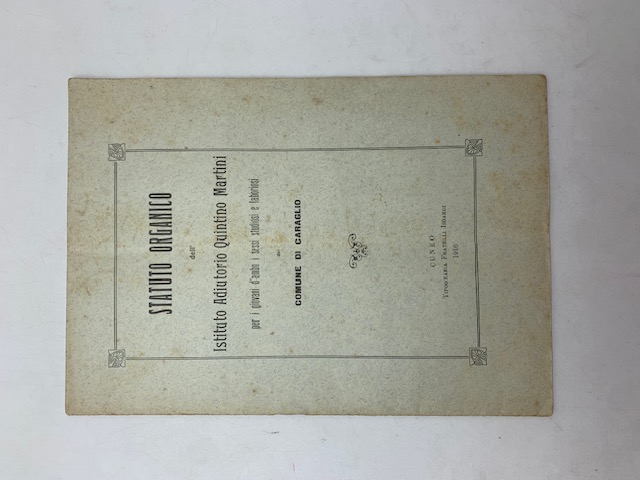 STATUTO ORGANICO
dell'
Istituto Adiutorio Quintino Martini
per i giovani d'ambo i sessi studiosi e laboriosi
del
COMUNE DI CARAGLIO
CUNEO
TIPOGRAFIA FRATELLI ISOARDI